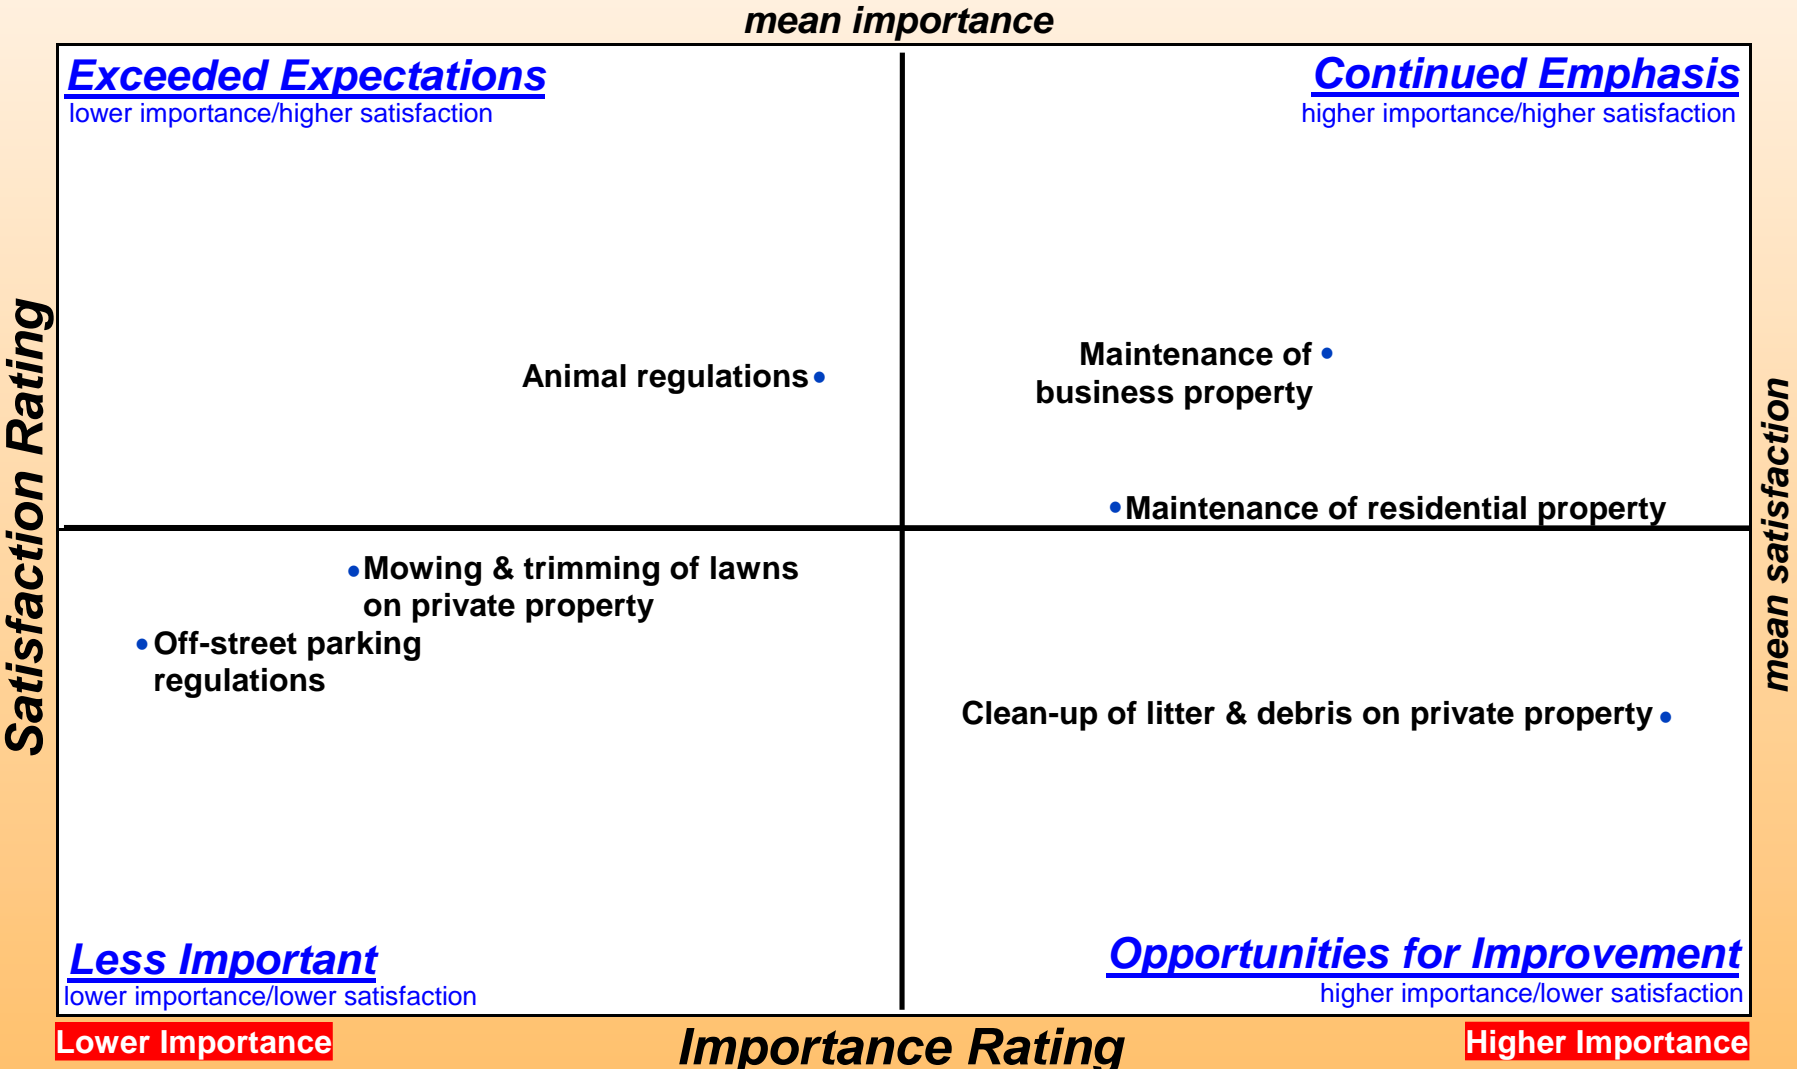 mean importance
Exceeded Expectations
lower importance/higher satisfaction
Continued Emphasis
higher importance/higher satisfaction
Satisfaction Rating
mean satisfaction
Animal regulations
Maintenance of
business property
Maintenance of residential property
Mowing & trimming of lawns
on private property
Off-street parking
regulations
Clean-up of litter & debris on private property
Less Important
lower importance/lower satisfaction
Opportunities for Improvement
higher importance/lower satisfaction
Lower Importance
Importance Rating
Higher Importance